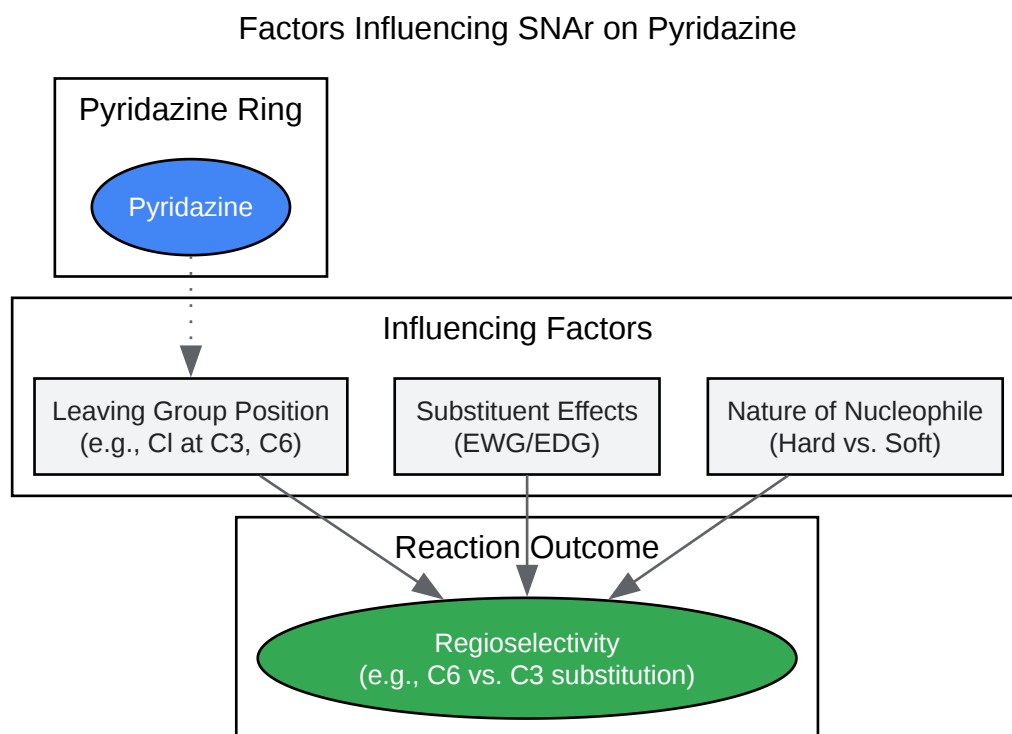 Factors Influencing SNAr on Pyridazine
Pyridazine Ring
Pyridazine
Influencing Factors
Leaving Group Position
(e.g., Cl at C3, C6)
Substituent Effects
(EWG/EDG)
Nature of Nucleophile
(Hard vs. Soft)
Reaction Outcome
Regioselectivity
(e.g., C6 vs. C3 substitution)